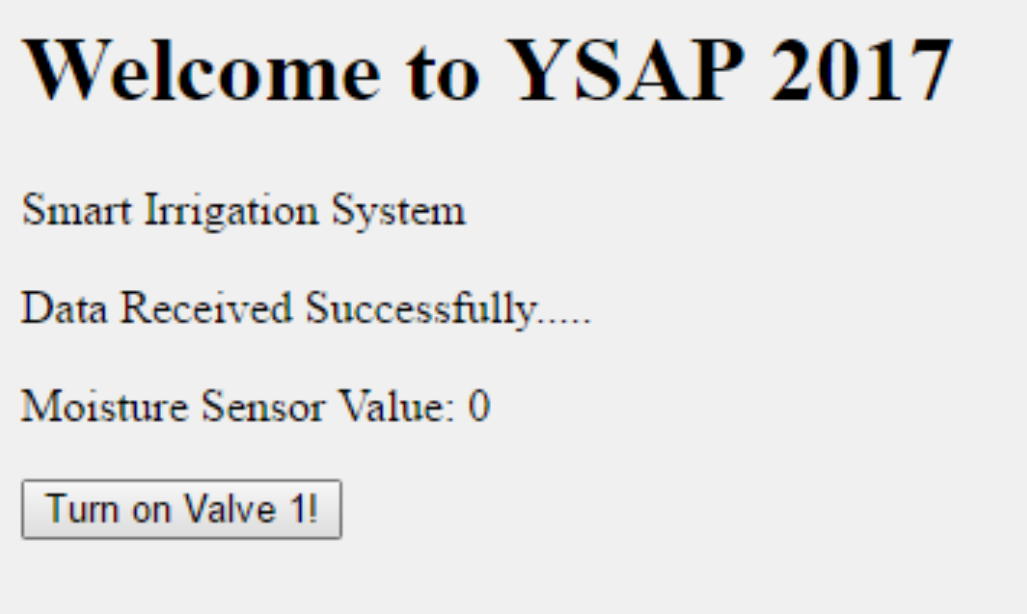 Welcome to YSAP 2017
Smart Irrigation System
Data Received Successfully.....
Moisture Sensor Value: 0
Turn on Valve 1!